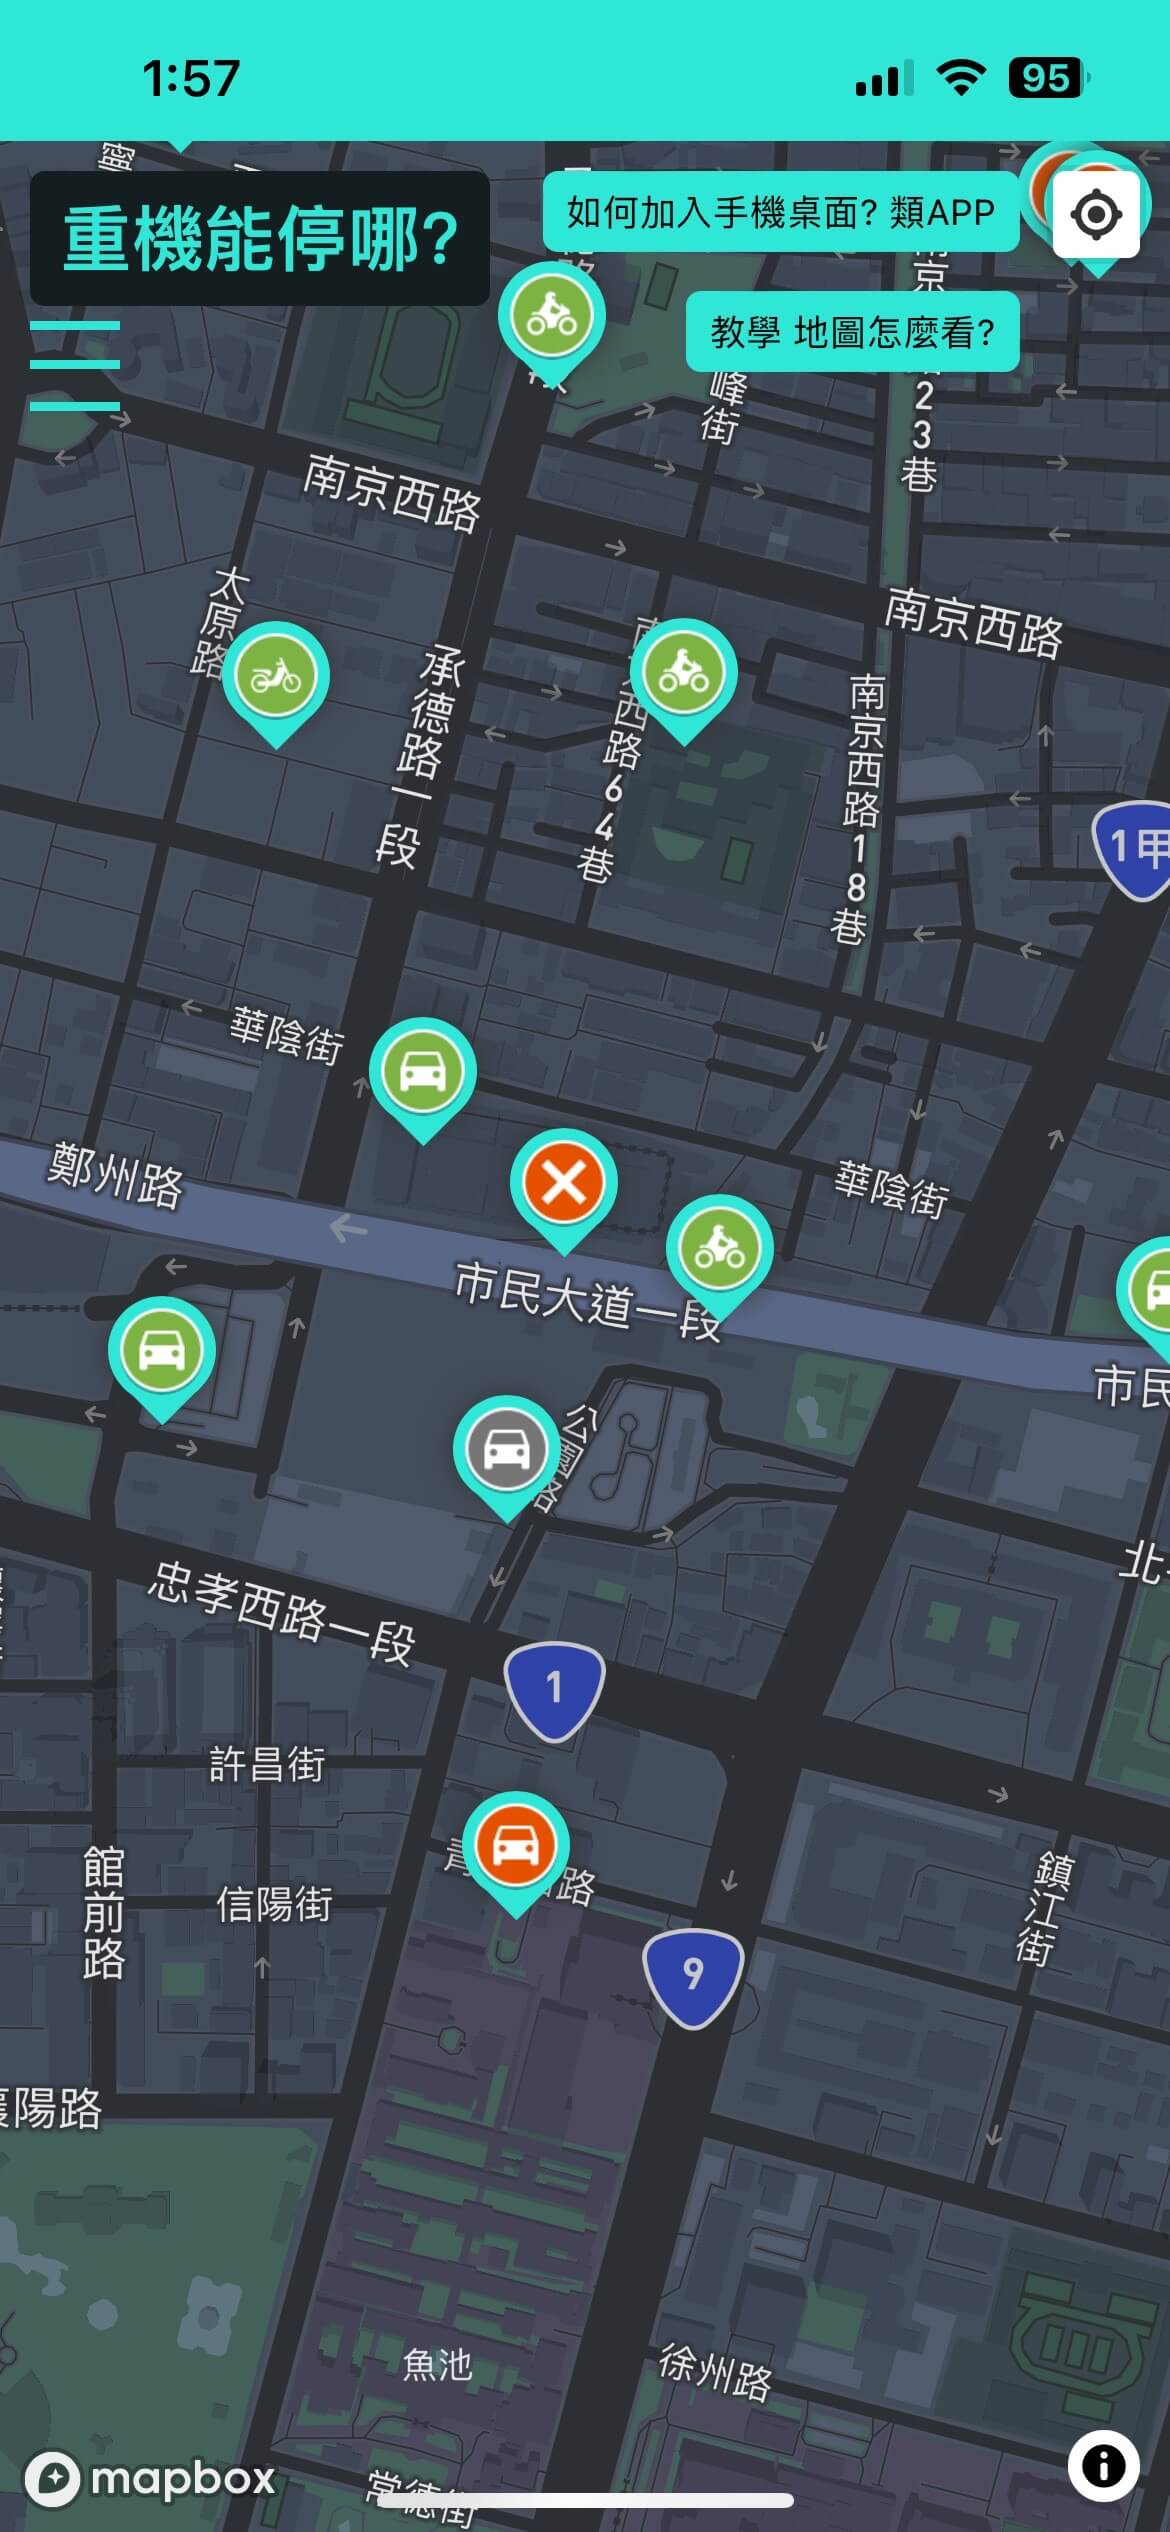 1:57
95
寧
重機能停哪?
如何加入手機桌面? 類APP
教學 地圖怎麼看?
峰街
23巷
南京西路
南京西路
太原路
承德路一段
西路64巷
南京西路18巷
1甲
華陰街
鄭州路
華陰街
市民大道一段
市民
公園路
忠孝西路一段
北
1
許昌街
館前路
信陽街
鎮江街
9
襄陽路
魚池
徐州路
常德街
mapbox